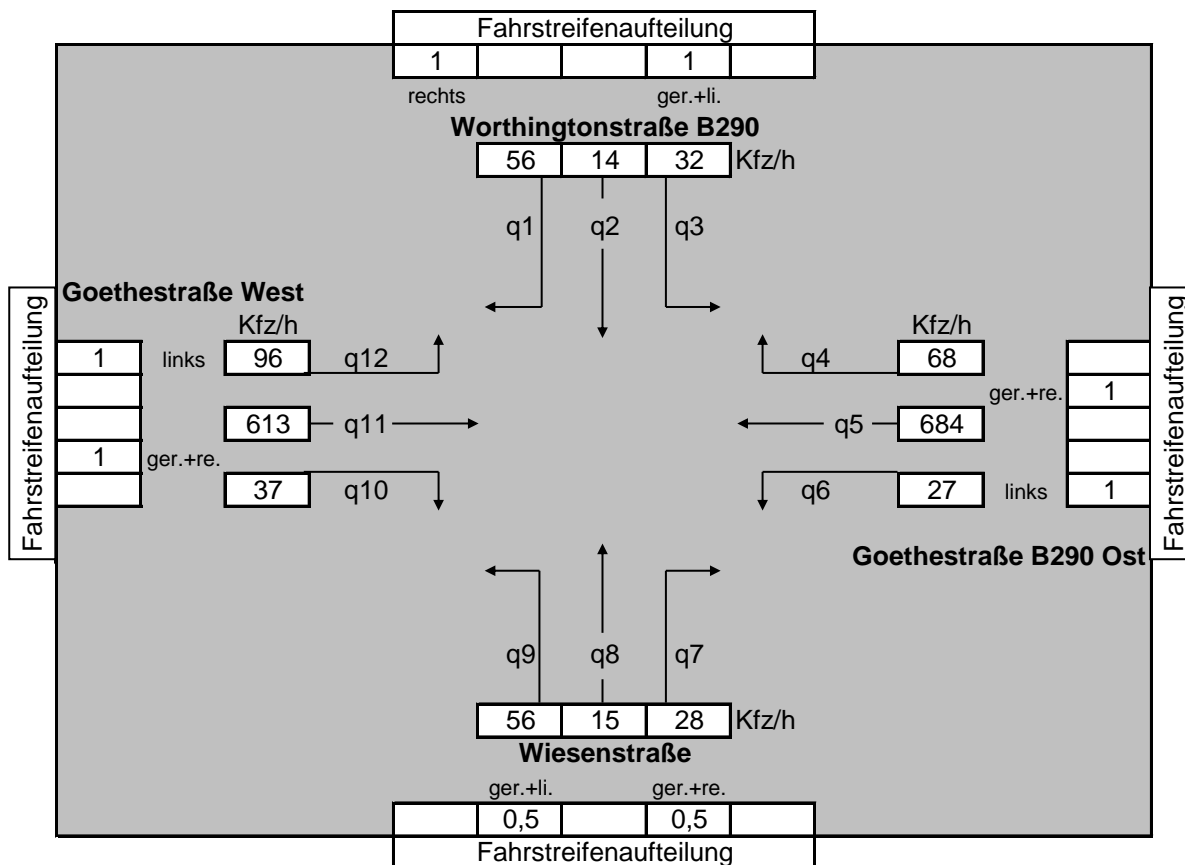 Fahrstreifenaufteilung
1 1
rechts ger.+li.
Worthingtonstraße B290
56 14 32 Kfz/h
q1 q2 q3
Fahrstreifenaufteilung
Goethestraße West
Kfz/h
1 links 96 q12
613 q11
1 ger.+re.
37 q10
Kfz/h
q4 68
ger.+re. 1
q5 684
q6 27 links 1
Goethestraße B290 Ost
Fahrstreifenaufteilung
q9 q8 q7
56 15 28 Kfz/h
Wiesenstraße
ger.+li. ger.+re.
0,5 0,5
Fahrstreifenaufteilung